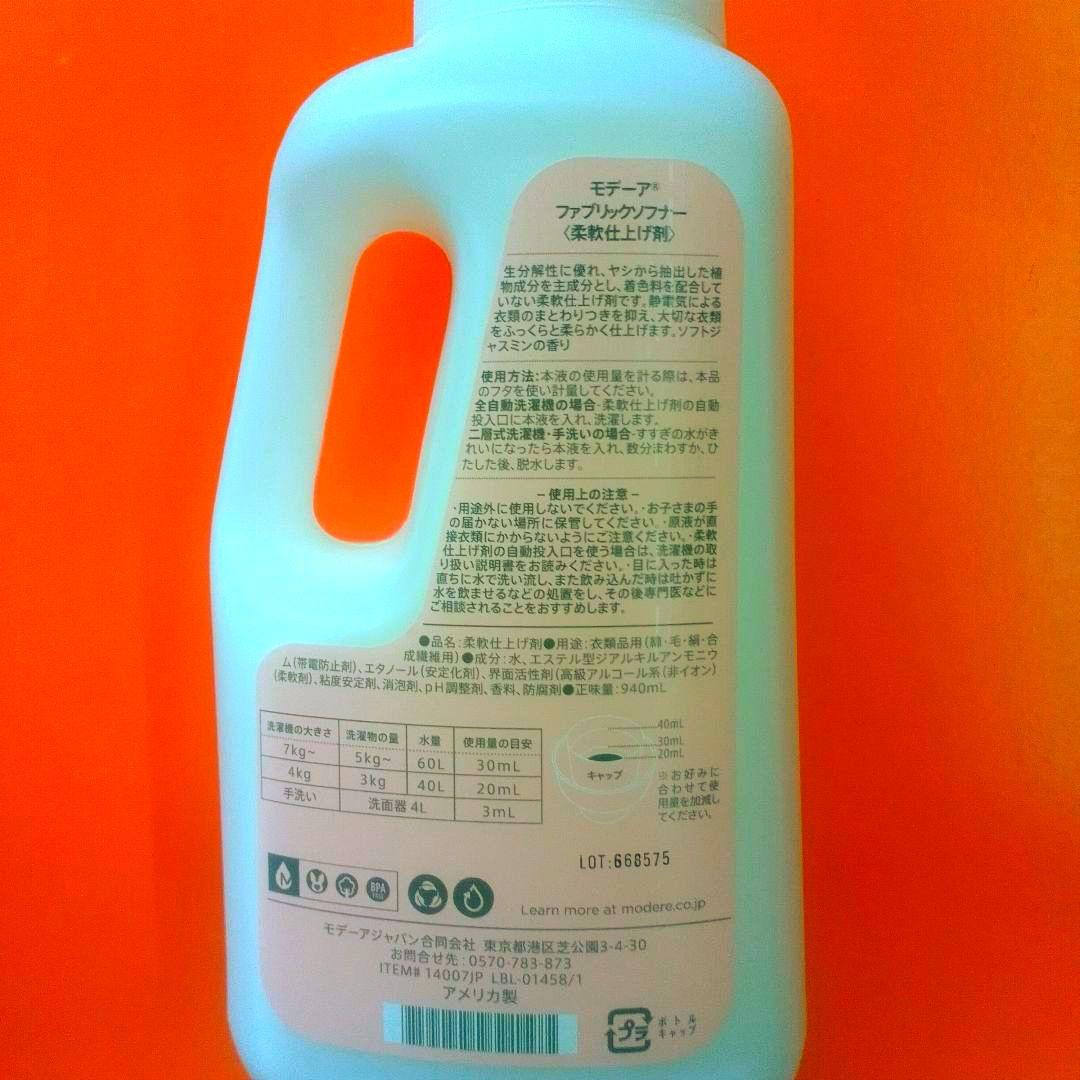 モデーア®
ファブリックソフナー
〈柔軟仕上げ剤〉
生分解性に優れ、ヤシから抽出した植
物成分を主成分とし、着色料を配合して
いない柔軟仕上げ剤です。静電気による
衣類のまとわりつきを抑え、大切な衣類
をふっくらと柔らかく仕上げます。ソフトジ
ャスミンの香り
使用方法:本液の使用量を計る際は、本品
のフタを使い計量してください。
全自動洗濯機の場合-柔軟仕上げ剤の自動
投入口に本液を入れ、洗濯します。
二層式洗濯機・手洗いの場合-すすぎの水がき
れいになったら本液を入れ、数分まわすか、ひ
たした後、脱水します。
–使用上の注意–
・用途外に使用しないでください。・お子さまの手
の届かない場所に保管してください。・原液が直
接衣類にかからないようにご注意ください。・柔軟
仕上げ剤の自動投入口を使う場合は、洗濯機の取
り扱い説明書をお読みください。・目に入った時は
直ちに水で洗い流し、また飲み込んだ時は吐かずに
水を飲ませるなどの処置をし、その後専門医などに
ご相談されることをおすすめします。
●品名:柔軟仕上げ剤●用途:衣類品用(綿・毛・絹・合
成繊維用)●成分:水、エステル型ジアルキルアンモニウ
ム(帯電防止剤)、エタノール(安定化剤)、界面活性剤(高級アルコール系(非イオン)
(柔軟剤)、粘度安定剤、消泡剤、pH調整剤、香料、防腐剤●正味量:940mL
洗濯機の大きさ 洗濯物の量 水量 使用量の目安
7kg~ 5kg~ 60L 30mL
4kg 3kg 40L 20mL
手洗い 洗面器 4L 3mL
40mL
30mL
20mL
キャップ
※お好みに
合わせて使
用量を加減し
てください。
LOT:668575
M
BPA
FREE
Learn more at modere.co.jp
モデーアジャパン合同会社 東京都港区芝公園3-4-30
お問合せ先:0570-783-873
ITEM# 14007JP LBL-01458/1
アメリカ製
プラ
ボトル
キャップ